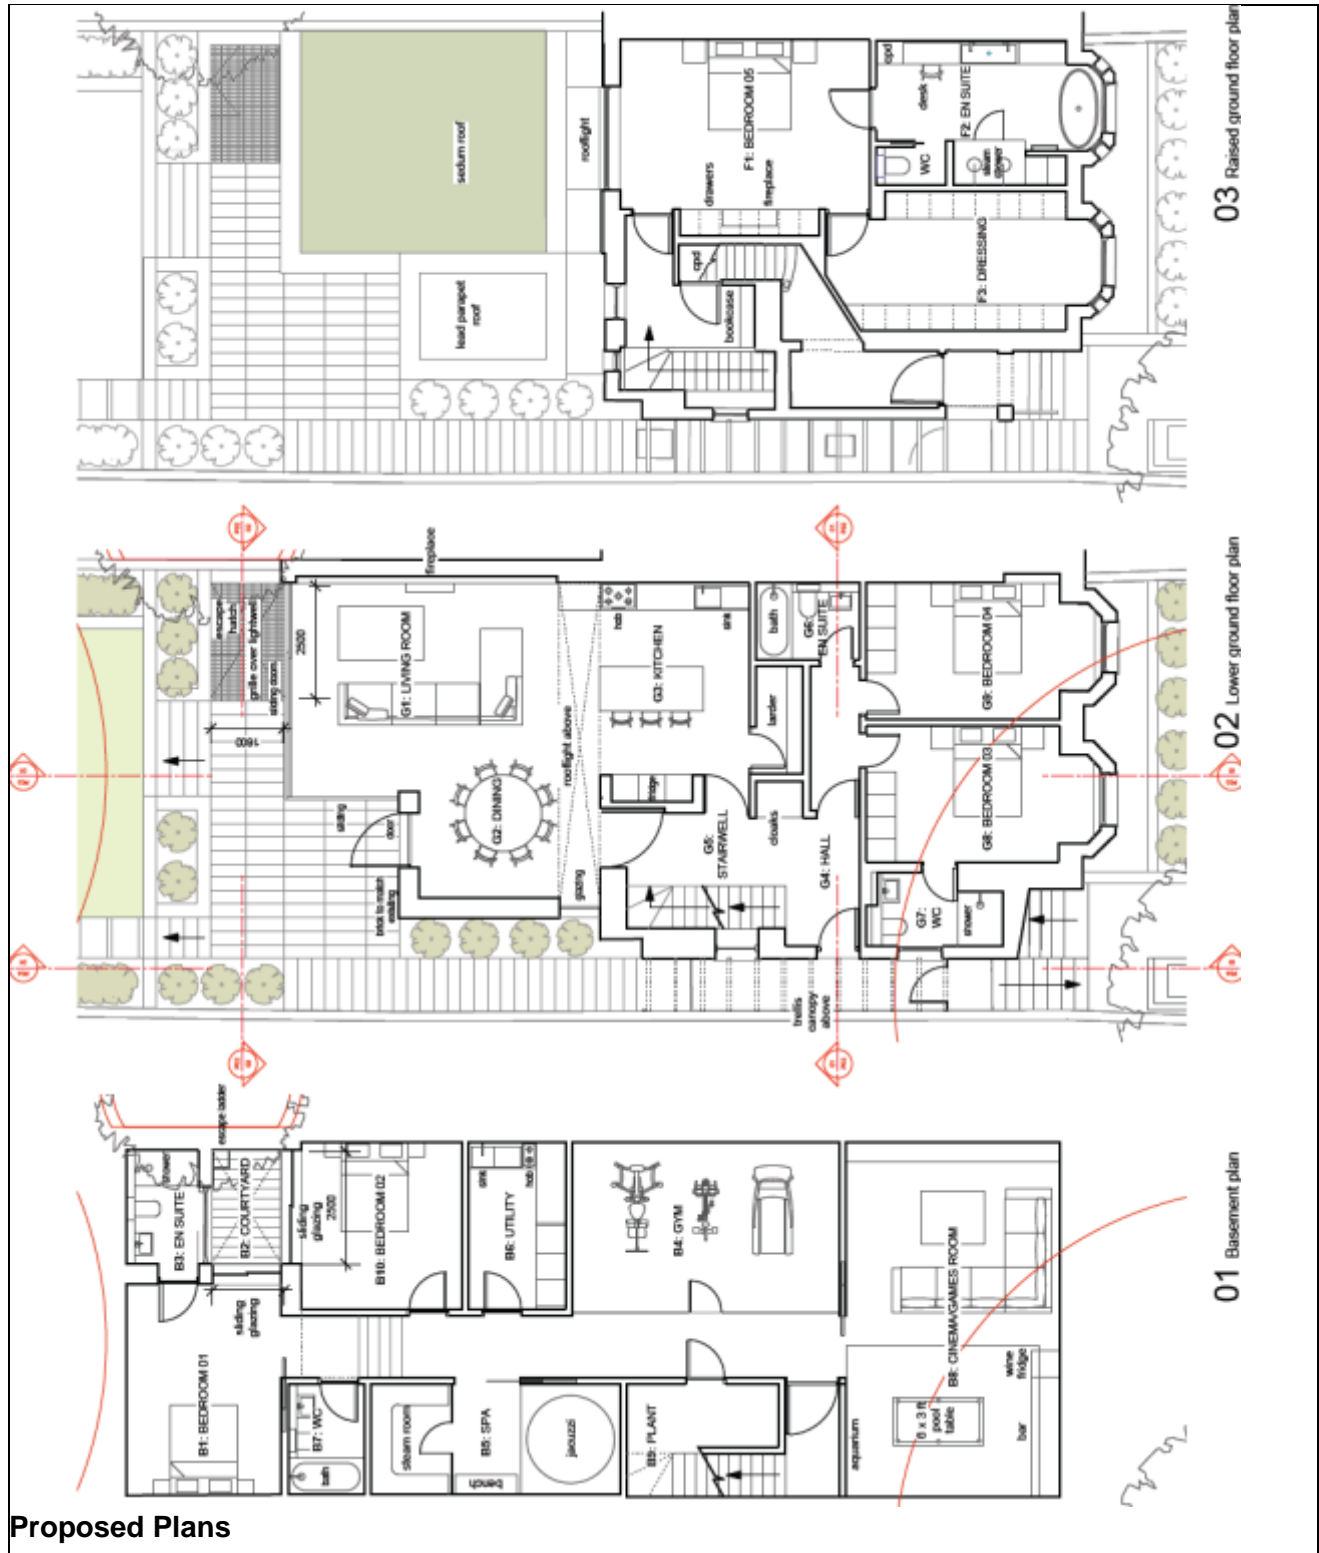 03 Raised ground floor plan
sedum roof
rooflight
lead parapet
roof
F1: BEDROOM 05
drawers
fireplace
cpd
bookcase
cpd
desk
F2: EN SUITE
WC
steam
shower
F3: DRESSING
02 Lower ground floor plan
escape
hatch
grille over lightwell
sliding doors
2500
1800
fireplace
G1: LIVING ROOM
G2: DINING
sliding
door
brick to match
existing
glazing
rooflight above
hob
sink
G3: KITCHEN
fridge
larder
bath
G6:
EN SUITE
G5:
STAIRWELL
cloaks
G4: HALL
G9: BEDROOM 04
G8: BEDROOM 03
G7:
WC
shower
trellis
canopy
above
01 Basement plan
escape ladder
shower
B3: EN SUITE
B2: COURTYARD
sliding
glazing
2500
sliding
glazing
B1: BEDROOM 01
B10: BEDROOM 02
sink
hob
B6: UTILITY
B4: GYM
B7: WC
bath
steam room
B5: SPA
bench
jacuzzi
B9: PLANT
aquarium
B8: CINEMA/GAMES ROOM
6 x 3 ft
pool
table
wine
fridge
bar
Proposed Plans